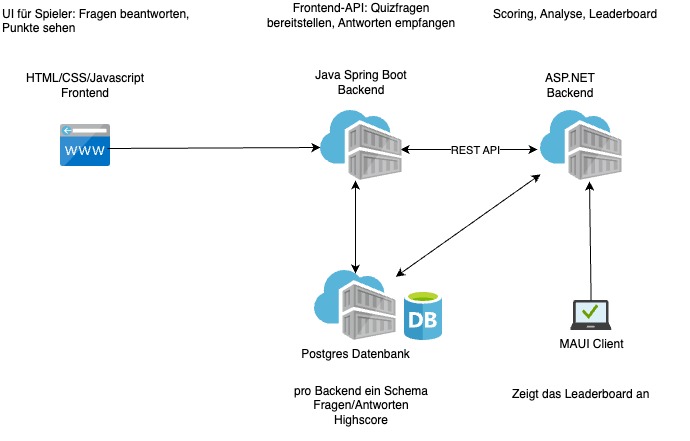 UI für Spieler: Fragen beantworten,
Punkte sehen
Frontend-API: Quizfragen
bereitstellen, Antworten empfangen
Scoring, Analyse, Leaderboard
HTML/CSS/Javascript
Frontend
Java Spring Boot
Backend
ASP.NET
Backend
WWW
REST API
DB
Postgres Datenbank
MAUI Client
pro Backend ein Schema
Fragen/Antworten
Highscore
Zeigt das Leaderboard an